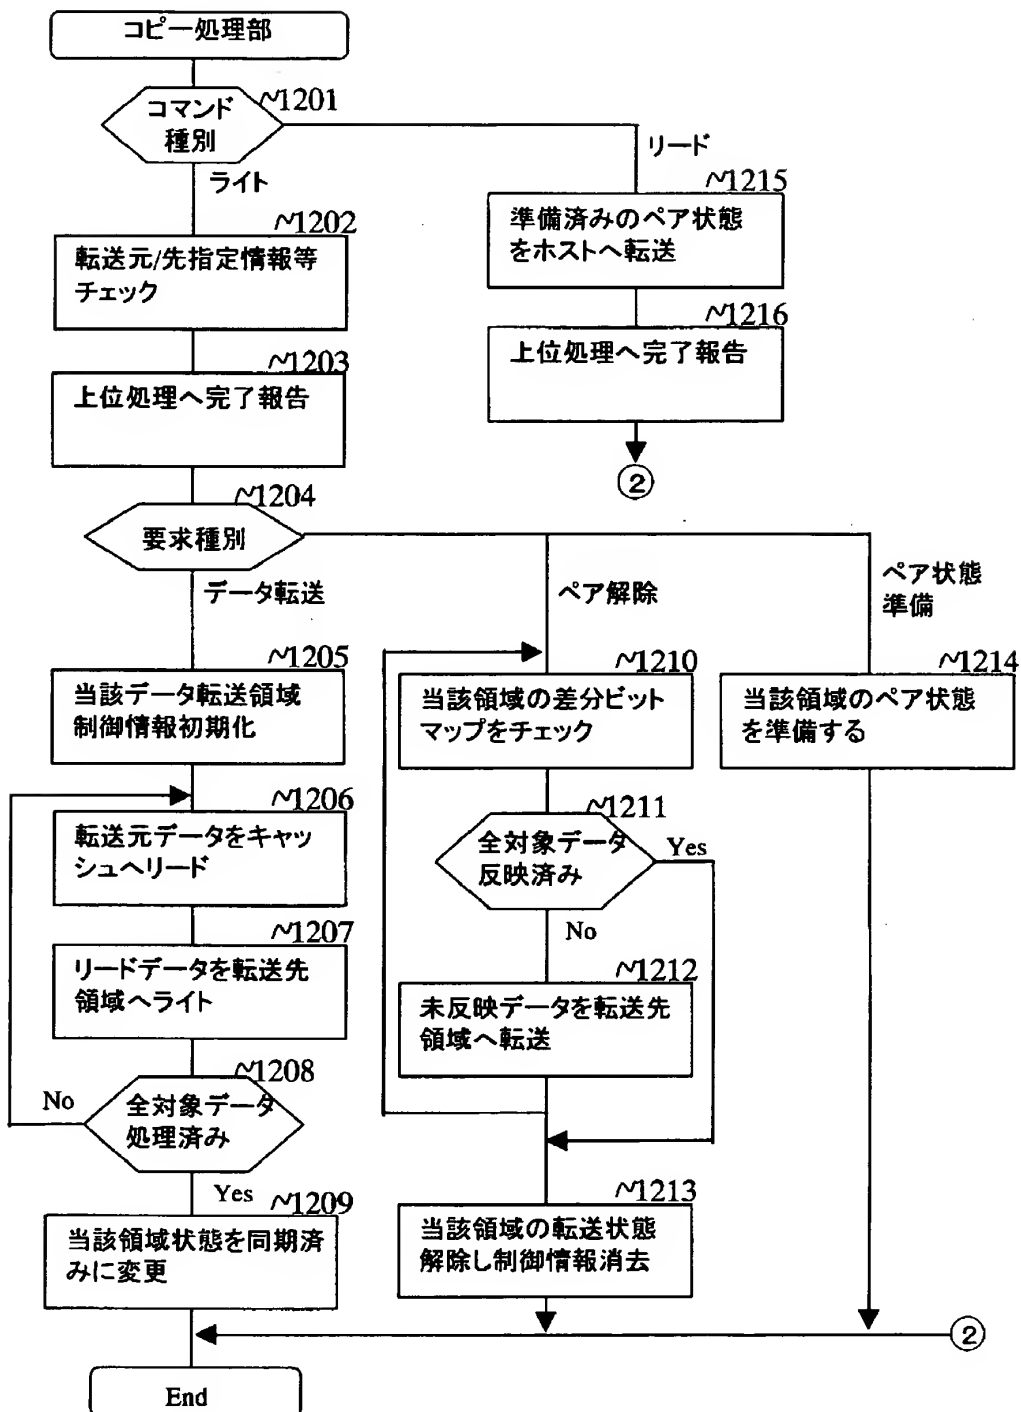 コピー処理部
~1201
コマンド
種別
リード
ライト
~1215
準備済みのペア状態
をホストへ転送
~1202
転送元/先指定情報等
チェック
~1216
上位処理へ完了報告
~1203
上位処理へ完了報告
②
~1204
要求種別
データ転送
ペア解除
ペア状態
準備
~1205
当該データ転送領域
制御情報初期化
~1210
当該領域の差分ビット
マップをチェック
~1214
当該領域のペア状態
を準備する
~1206
転送元データをキャッ
シュへリード
~1211
全対象データ
反映済み
Yes
No
~1207
リードデータを転送先
領域へライト
~1212
未反映データを転送先
領域へ転送
~1208
全対象データ
処理済み
No
Yes
~1209
当該領域状態を同期済
みに変更
~1213
当該領域の転送状態
解除し制御情報消去
②
End